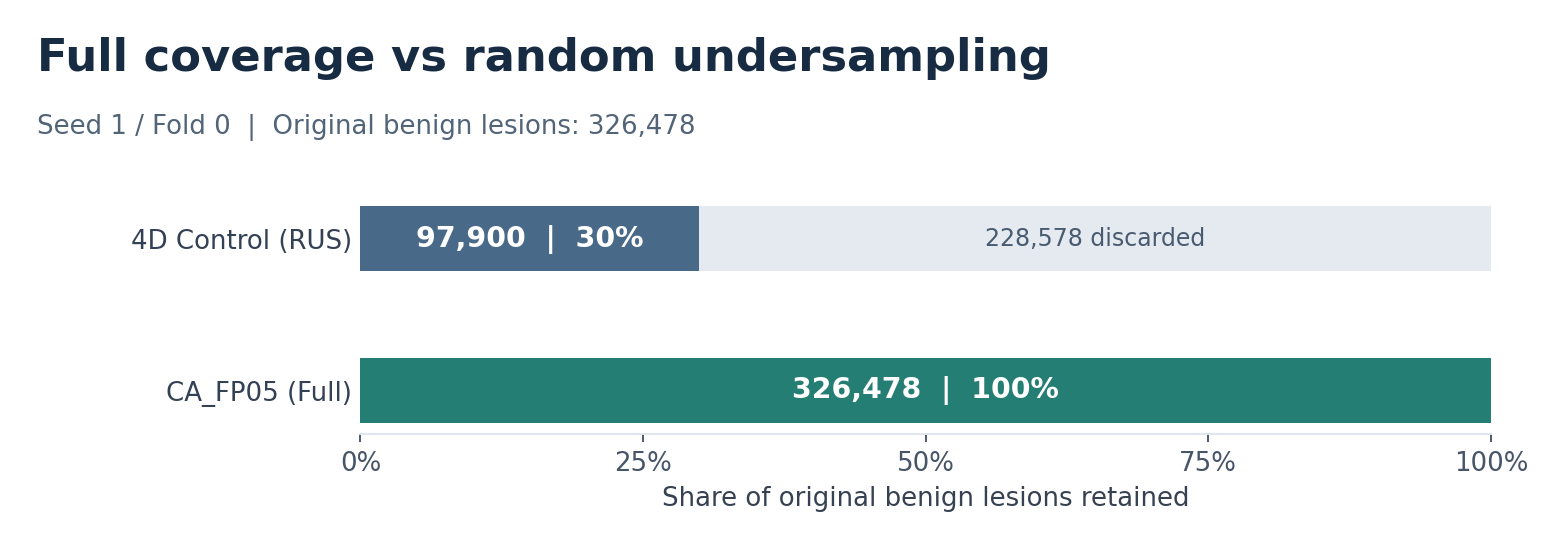 Full coverage vs random undersampling
Seed 1 / Fold 0 | Original benign lesions: 326,478
4D Control (RUS) 97,900 | 30% 228,578 discarded
CA_FP05 (Full) 326,478 | 100%
0% 25% 50% 75% 100%
Share of original benign lesions retained